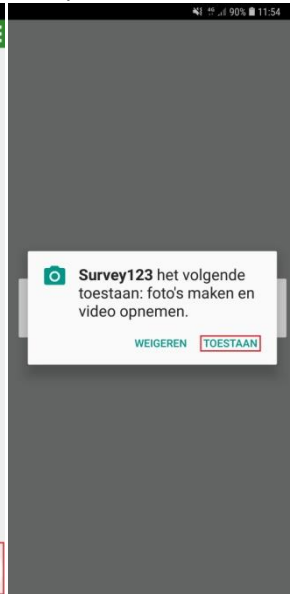 90% 11:54
Survey123 het volgende
toestaan: foto's maken en
video opnemen.
WEIGEREN TOESTAAN